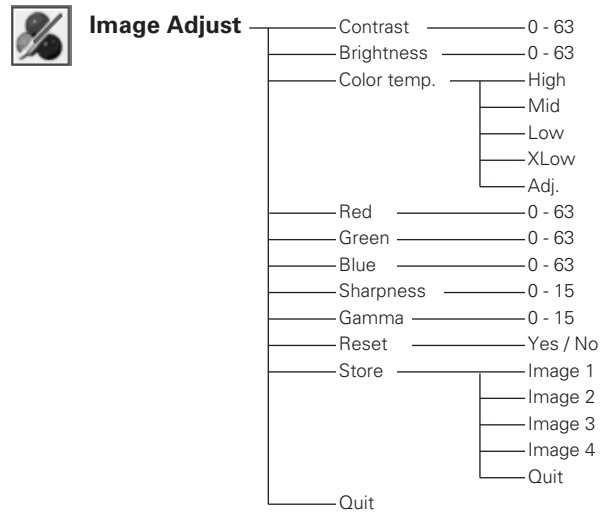 Image Adjust Contrast 0 - 63
Brightness 0 - 63
Color temp. High
Mid
Low
XLow
Adj.
Red 0 - 63
Green 0 - 63
Blue 0 - 63
Sharpness 0 - 15
Gamma 0 - 15
Reset Yes / No
Store Image 1
Image 2
Image 3
Image 4
Quit
Quit